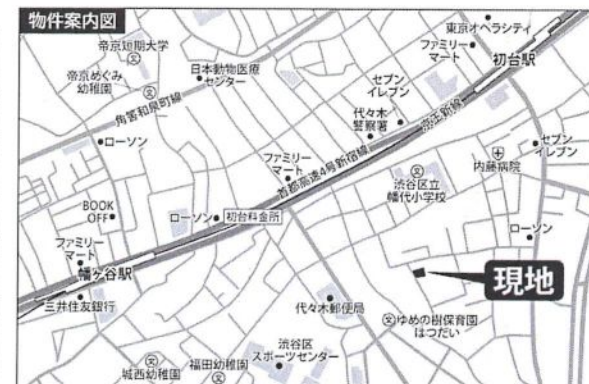 物件案内図
東京オペラシティ
ファミリー
マート
初台駅
帝京短期大学
帝京めぐみ
幼稚園
日本動物医療
センター
セブン
イレブン
角筈和泉町線
代々木
警察署
京王新線
ローソン
セブン
イレブン
内藤病院
ファミリー
マート
首都高速4号新宿線
渋谷区立
幡代小学校
BOOK
OFF
ローソン
初台料金所
ローソン
ファミリー
マート
幡ヶ谷駅
現地
三井住友銀行
代々木郵便局
ゆめの樹保育園
はつだい
渋谷区
スポーツセンター
城西幼稚園
福田幼稚園
文
文
文
文
文
文